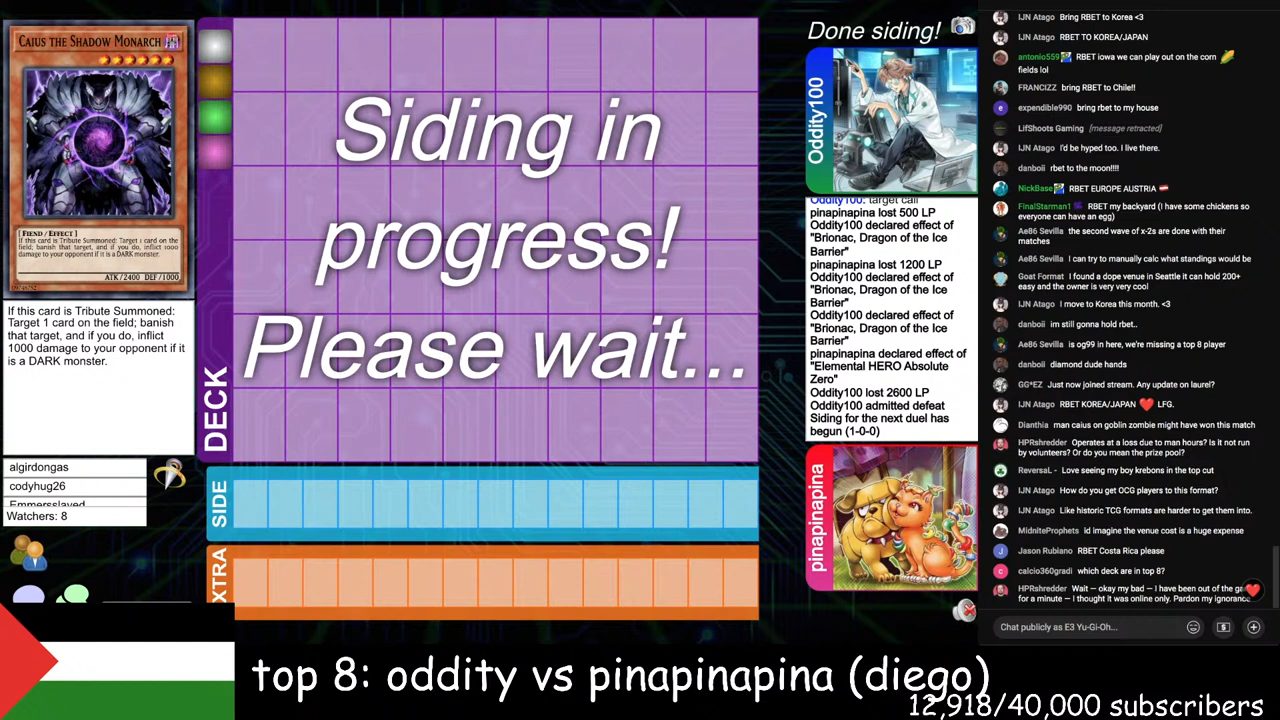 CAIUS THE SHADOW MONARCH
[FIEND / EFFECT]
If this card is Tribute Summoned: Target 1 card on the
field; banish that target, and if you do, inflict 1000
damage to your opponent if it is a DARK monster.
ATK/2400 DEF/1000
If this card is Tribute Summoned:
Target 1 card on the field; banish
that target, and if you do, inflict
1000 damage to your opponent if it
is a DARK monster.
algirdongas
codyhug26
Emmersslayed
Watchers: 8
DECK
SIDE
EXTRA
Siding in
progress!
Please wait...
Done siding!
Oddity100
Oddity100: target call
pinapinapina lost 500 LP
Oddity100 declared effect of
"Brionac, Dragon of the Ice
Barrier"
pinapinapina lost 1200 LP
Oddity100 declared effect of
"Brionac, Dragon of the Ice
Barrier"
Oddity100 declared effect of
"Brionac, Dragon of the Ice
Barrier"
pinapinapina declared effect of
"Elemental HERO Absolute
Zero"
Oddity100 lost 2600 LP
Oddity100 admitted defeat
Siding for the next duel has
begun (1-0-0)
pinapinapina
IJN Atago Bring RBET to Korea <3
IJN Atago RBET TO KOREA/JAPAN
antonio559 RBET Iowa we can play out on the corn 🌽
fields lol
FRANCIZZ bring RBET to Chile!!
e expendible990 bring rbet to my house
LifShoots Gaming [message retracted]
IJN Atago I'd be hyped too. I live there.
danboii rbet to the moon!!!!
NickBase RBET EUROPE AUSTRIA 🇦🇹
FinalStarman1 RBET my backyard (I have some chickens so
everyone can have an egg)
Ae86 Sevilla the second wave of x-2s are done with their
matches
Ae86 Sevilla I can try to manually calc what standings would be
Goat Format I found a dope venue in Seattle it can hold 200+
easy and the owner is very very cool
IJN Atago I move to Korea this month. <3
danboii im still gonna hold rbet..
Ae86 Sevilla is og99 in here, we're missing a top 8 player
danboii diamond dude hands
GG*EZ Just now joined stream. Any update on laurel?
IJN Atago RBET KOREA/JAPAN ❤️ LFG.
Dianthia man caius on goblin zombie might have won this match
HPRshredder Operates at a loss due to man hours? Is it not run
by volunteers? Or do you mean the prize pool?
ReversaL - Love seeing my boy krebons in the top cut
IJN Atago How do you get OCG players to this format?
IJN Atago Like historic TCG formats are harder to get them into.
MidniteProphets id imagine the venue cost is a huge expense
J Jason Rubiano RBET Costa Rica please
c calcio360gradi which deck are in top 8?
HPRshredder Wait — okay my bad — I have been out of the ga
for a minute — I thought it was online only. Pardon my ignorance
Chat publicly as E3 Yu-Gi-Oh...
top 8: oddity vs pinapinapina (diego)
12,918/40,000 subscribers